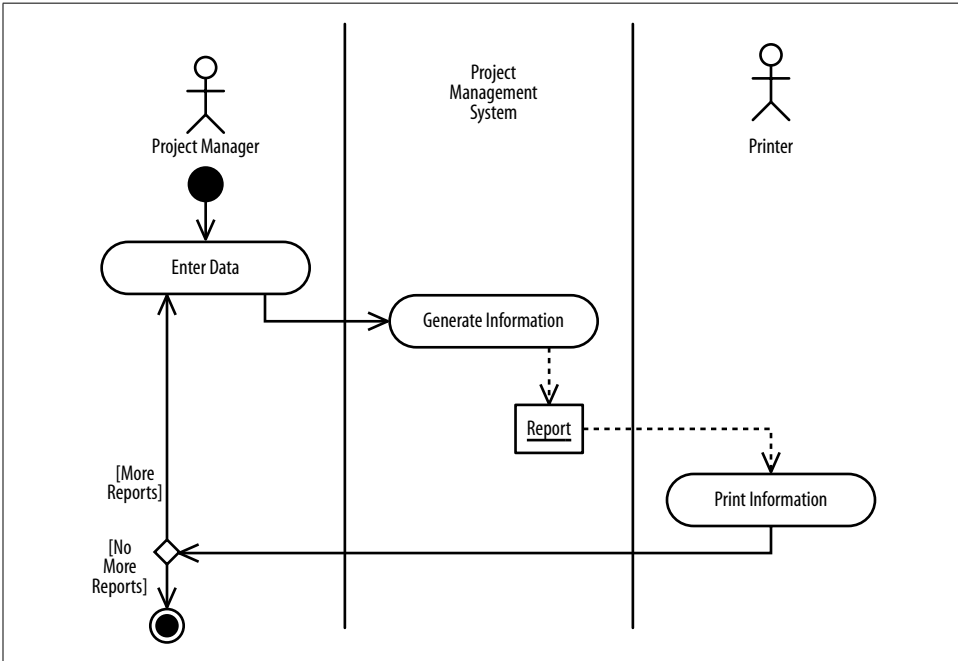 Project Manager
Project
Management
System
Printer
Enter Data
Generate Information
Report
Print Information
[More
Reports]
[No
More
Reports]